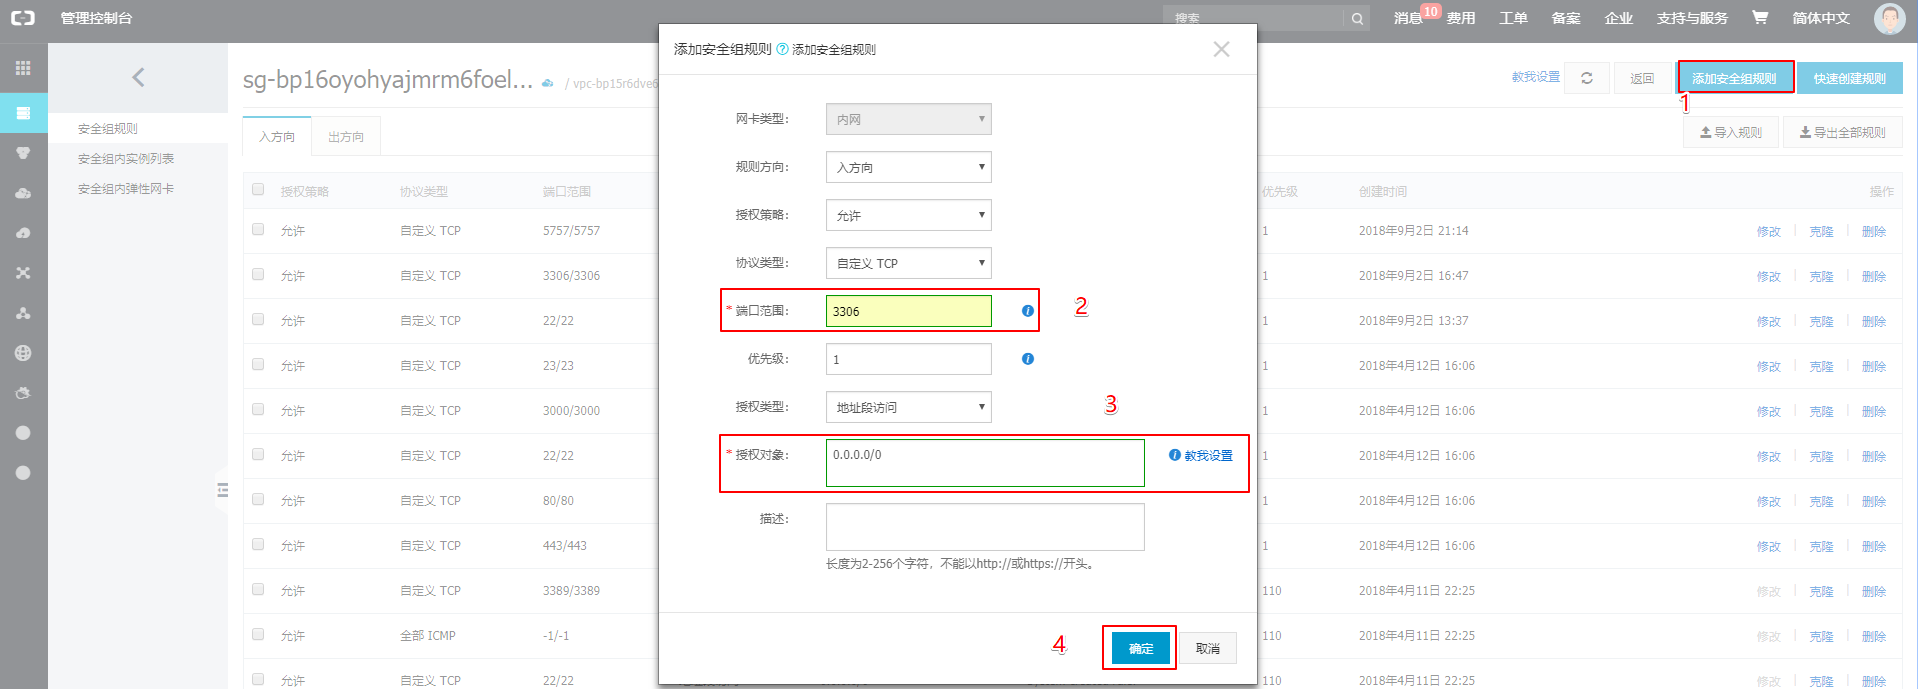 管理控制台
搜索
消息 10 费用 工单 备案 企业 支持与服务 简体中文
安全组规则
安全组内实例列表
安全组内弹性网卡
sg-bp16oyohyajmrm6foel... / vpc-bp15r6dve6
教我设置 返回 添加安全组规则 快速创建规则
1
入方向 出方向
导入规则 导出全部规则
授权策略 协议类型 端口范围 优先级 创建时间 操作
允许 自定义 TCP 5757/5757 1 2018年9月2日 21:14 修改 克隆 删除
允许 自定义 TCP 3306/3306 1 2018年9月2日 16:47 修改 克隆 删除
允许 自定义 TCP 22/22 1 2018年9月2日 13:37 修改 克隆 删除
允许 自定义 TCP 23/23 1 2018年4月12日 16:06 修改 克隆 删除
允许 自定义 TCP 3000/3000 1 2018年4月12日 16:06 修改 克隆 删除
允许 自定义 TCP 22/22 1 2018年4月12日 16:06 修改 克隆 删除
允许 自定义 TCP 80/80 1 2018年4月12日 16:06 修改 克隆 删除
允许 自定义 TCP 443/443 1 2018年4月12日 16:06 修改 克隆 删除
允许 自定义 TCP 3389/3389 110 2018年4月11日 22:25 修改 克隆 删除
允许 全部 ICMP -1/-1 110 2018年4月11日 22:25 修改 克隆 删除
允许 自定义 TCP 22/22 110 2018年4月11日 22:25 修改 克隆 删除
添加安全组规则 ? 添加安全组规则
网卡类型: 内网
规则方向: 入方向
授权策略: 允许
协议类型: 自定义 TCP
* 端口范围: 3306
2
优先级: 1
授权类型: 地址段访问
3
* 授权对象: 0.0.0.0/0 教我设置
描述:
长度为2-256个字符，不能以http://或https://开头。
4
确定 取消